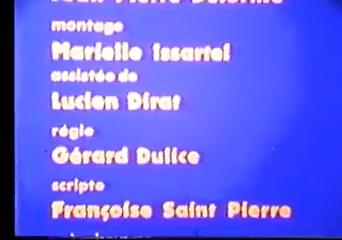 montage
Marielle Issartel
assistée de
Lucien Dirat
régie
Gérard Dulice
scripte
Françoise Saint Pierre